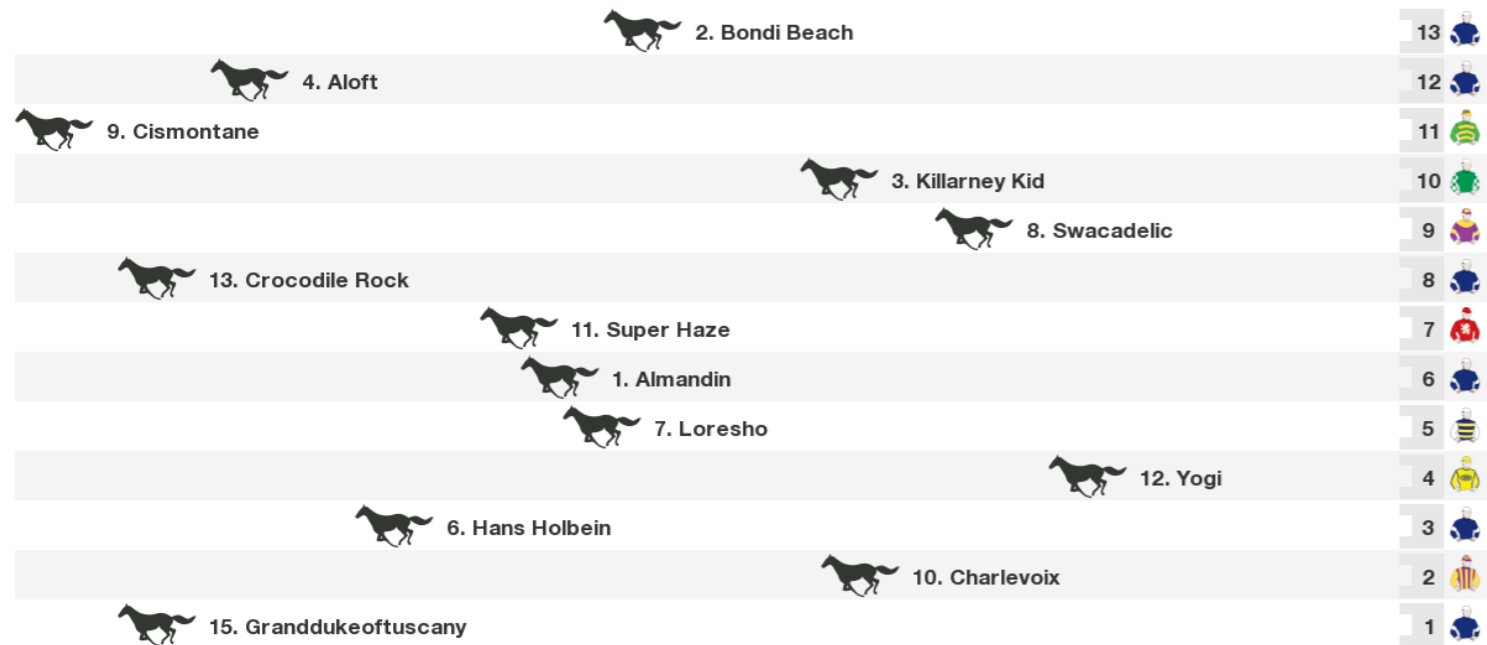 2. Bondi Beach 13
4. Aloft 12
9. Cismontane 11
3. Killarney Kid 10
8. Swacadelic 9
13. Crocodile Rock 8
11. Super Haze 7
1. Almandin 6
7. Loresho 5
12. Yogi 4
6. Hans Holbein 3
10. Charlevoix 2
15. Granddukeoftuscany 1